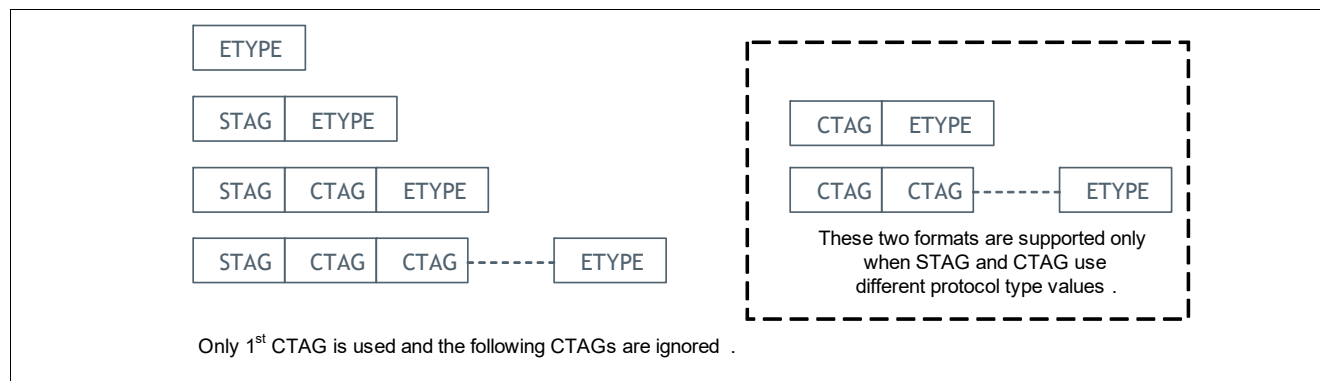 ETYPE
STAG ETYPE
STAG CTAG ETYPE
STAG CTAG CTAG ETYPE
Only 1st CTAG is used and the following CTAGs are ignored .
CTAG ETYPE
CTAG CTAG ETYPE
These two formats are supported only
when STAG and CTAG use
different protocol type values .